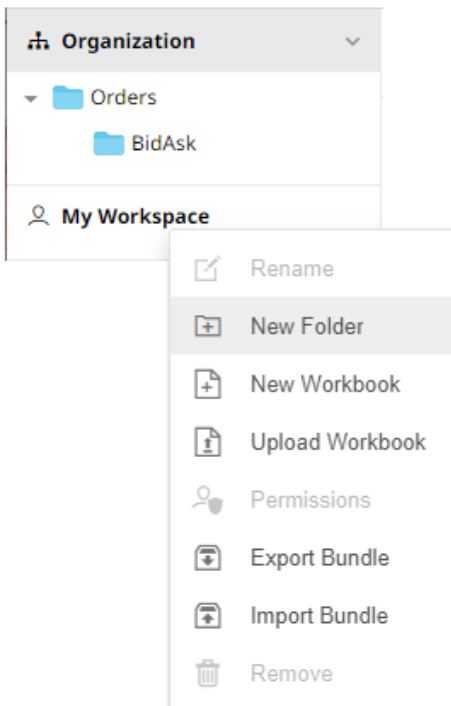 Organization
Orders
BidAsk
My Workspace
Rename
New Folder
New Workbook
Upload Workbook
Permissions
Export Bundle
Import Bundle
Remove